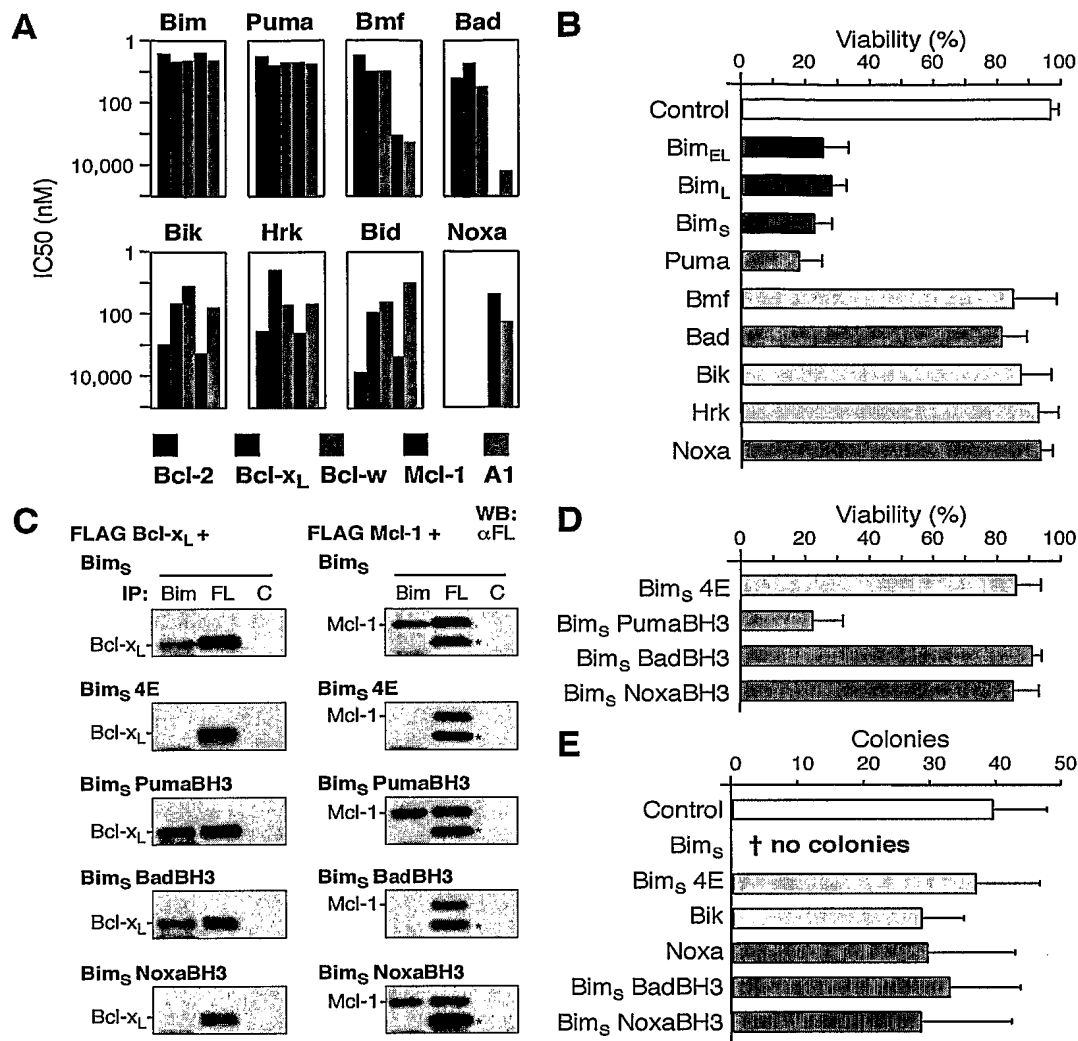 A
Bim Puma Bmf Bad
1
100
10,000
Bik Hrk Bid Noxa
1
100
10,000
IC50 (nM)
Bcl-2 Bcl-xL Bcl-w Mcl-1 A1
B
Viability (%)
0 20 40 60 80 100
Control
BimEL
BimL
BimS
Puma
Bmf
Bad
Bik
Hrk
Noxa
C
FLAG Bcl-xL + FLAG Mcl-1 + WB: αFL
BimS BimS
IP: Bim FL C Bim FL C
Bcl-xL- Mcl-1- *
BimS 4E BimS 4E
Bcl-xL- Mcl-1- *
BimS PumaBH3 BimS PumaBH3
Bcl-xL- Mcl-1- *
BimS BadBH3 BimS BadBH3
Bcl-xL- Mcl-1- *
BimS NoxaBH3 BimS NoxaBH3
Bcl-xL- Mcl-1- *
D
Viability (%)
0 20 40 60 80 100
BimS 4E
BimS PumaBH3
BimS BadBH3
BimS NoxaBH3
E
Colonies
0 10 20 30 40 50
Control
BimS † no colonies
BimS 4E
Bik
Noxa
BimS BadBH3
BimS NoxaBH3